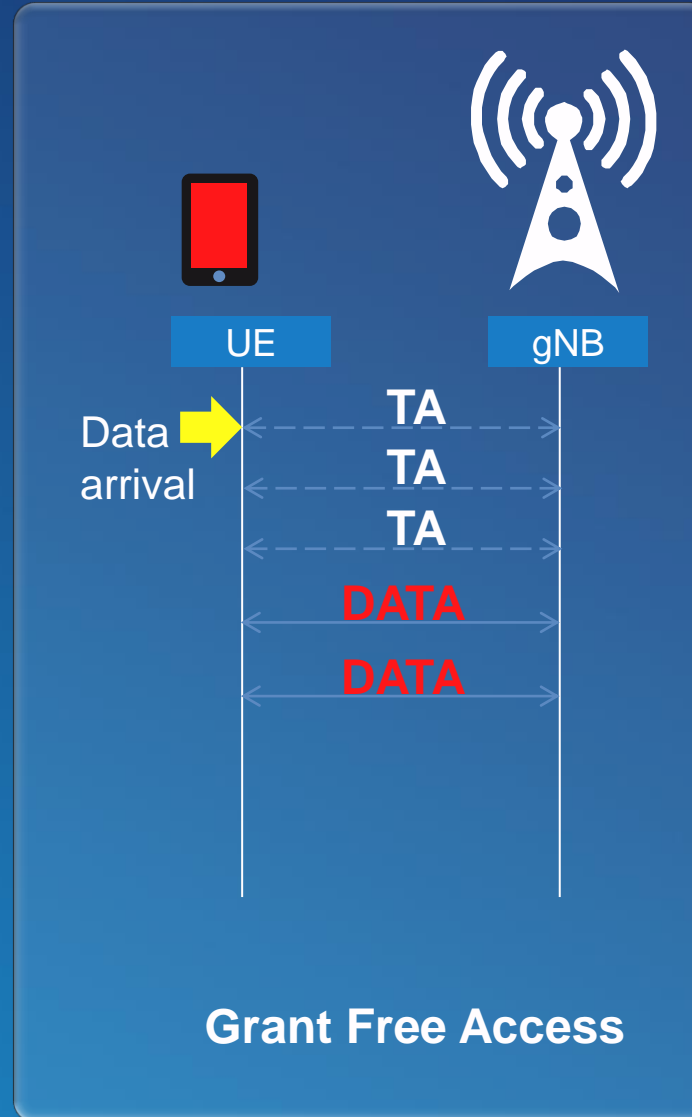 UE
gNB
TA
Data
arrival
TA
TA
DATA
DATA
Grant Free Access